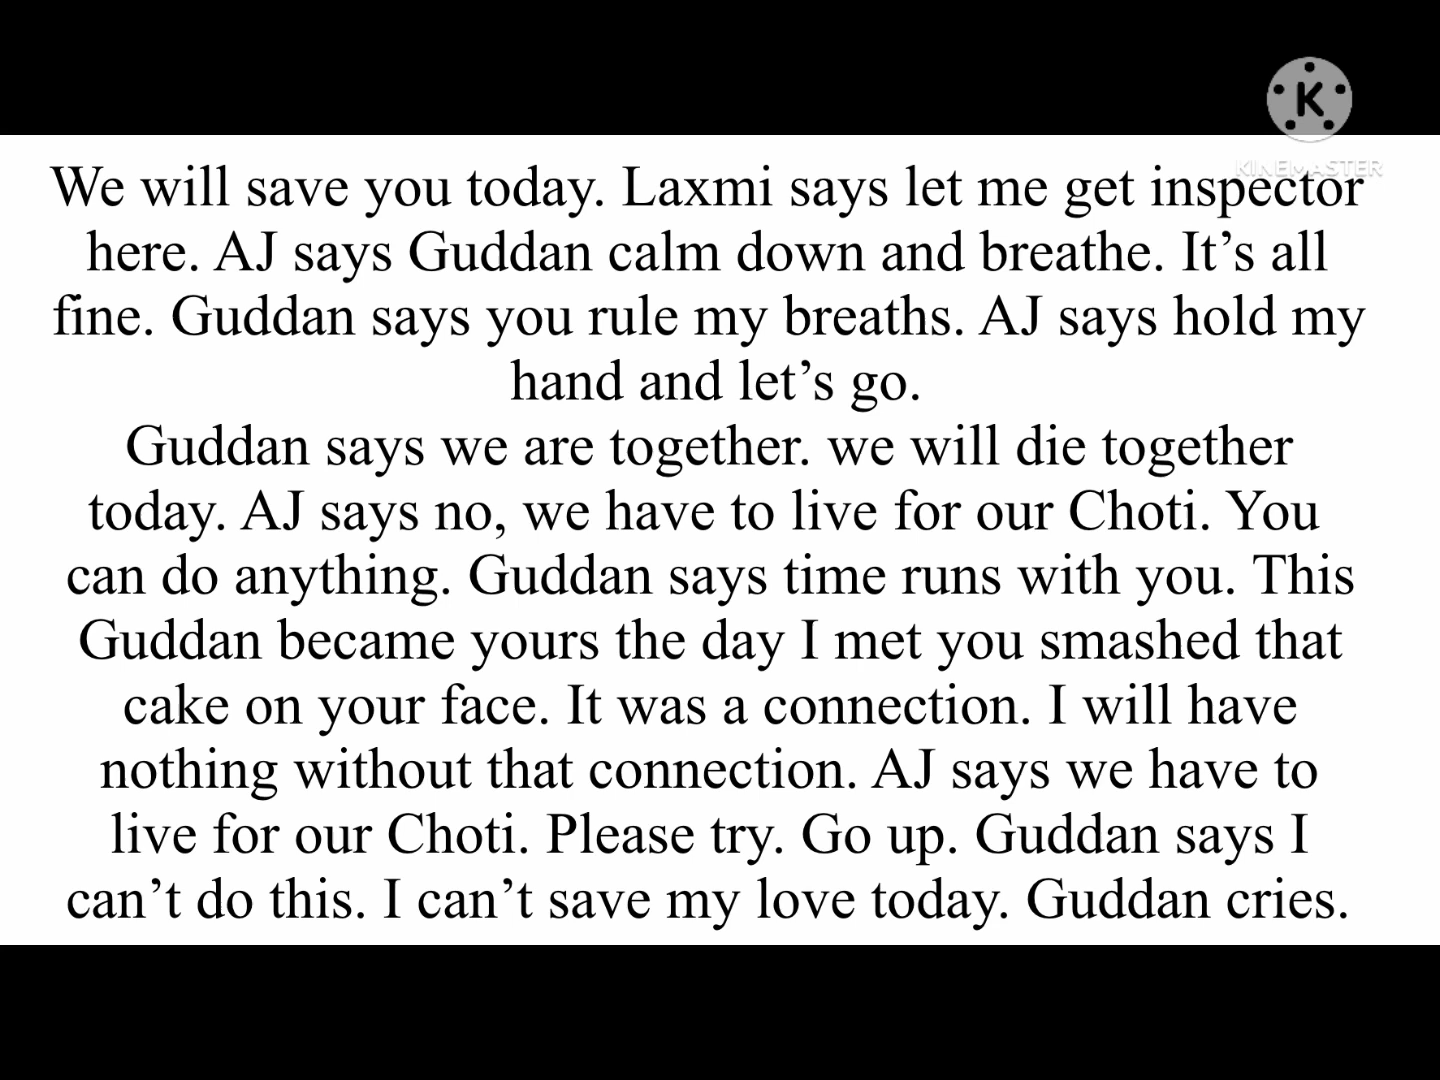 K
KINEMASTER
We will save you today. Laxmi says let me get inspector
here. AJ says Guddan calm down and breathe. It’s all
fine. Guddan says you rule my breaths. AJ says hold my
hand and let’s go.
Guddan says we are together. we will die together
today. AJ says no, we have to live for our Choti. You
can do anything. Guddan says time runs with you. This
Guddan became yours the day I met you smashed that
cake on your face. It was a connection. I will have
nothing without that connection. AJ says we have to
live for our Choti. Please try. Go up. Guddan says I
can’t do this. I can’t save my love today. Guddan cries.